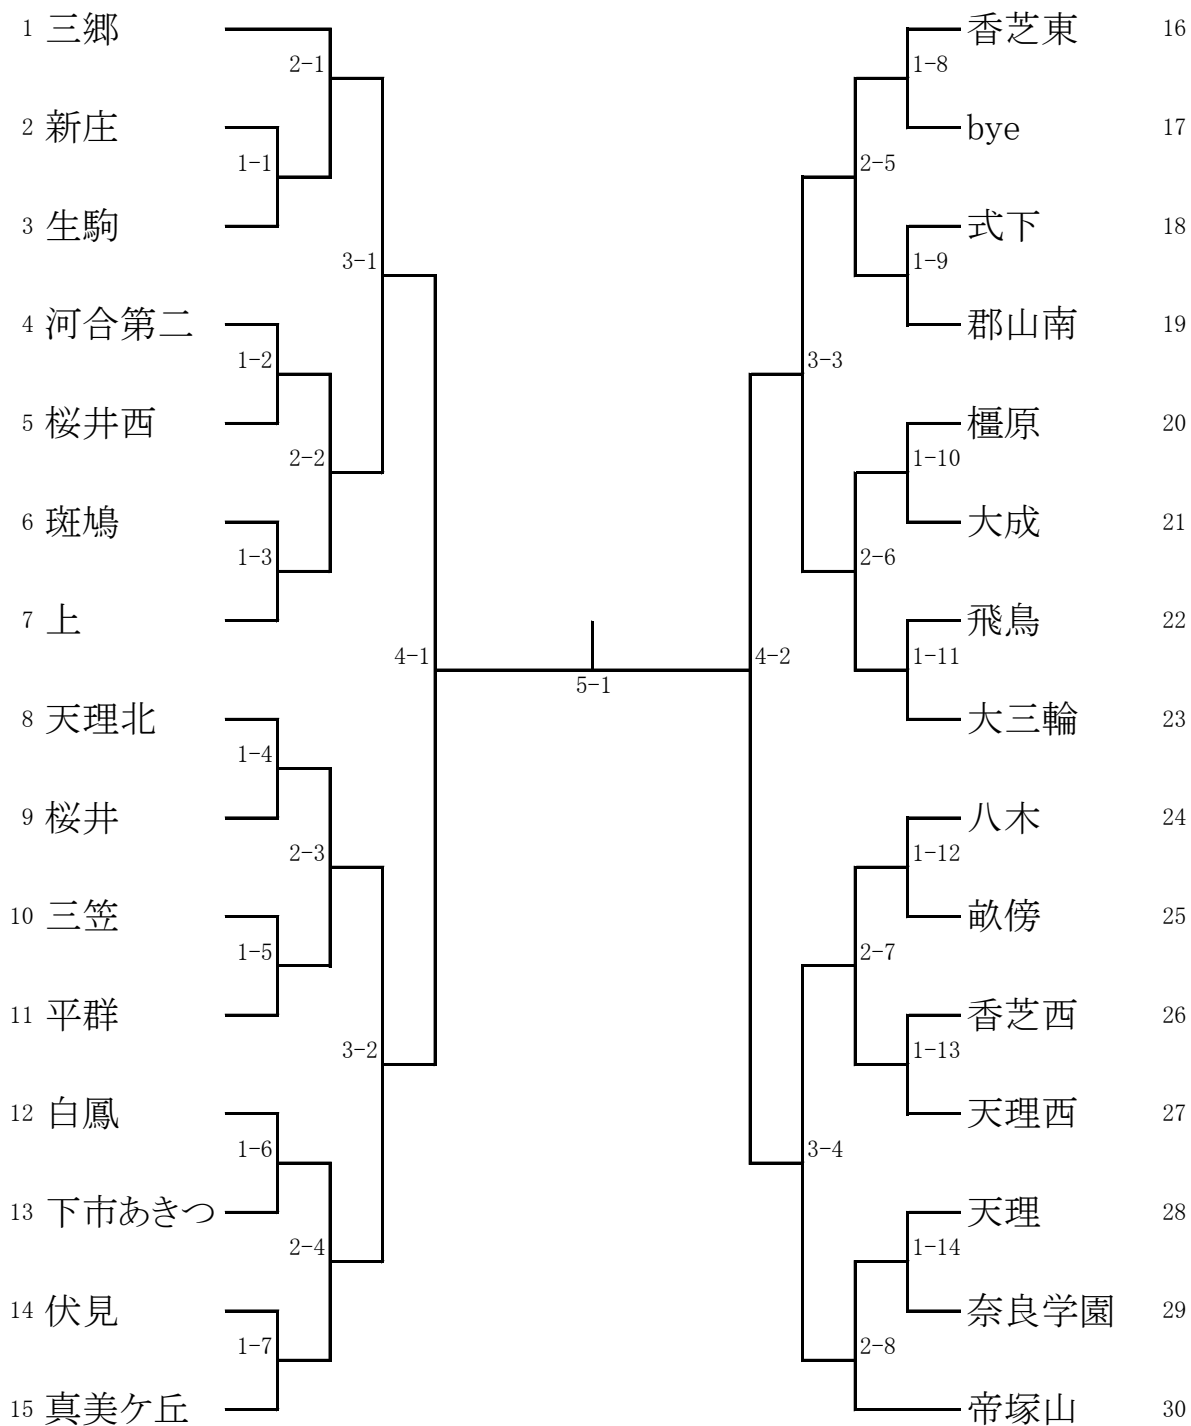 1 三郷
2-1
2 新庄
1-1
3 生駒
3-1
4 河合第二
1-2
5 桜井西
2-2
6 斑鳩
1-3
7 上
4-1
8 天理北
1-4
9 桜井
2-3
10 三笠
1-5
11 平群
3-2
12 白鳳
1-6
13 下市あきつ
2-4
14 伏見
1-7
15 真美ケ丘
5-1
香芝東 16
1-8
bye 17
2-5
式下 18
1-9
郡山南 19
3-3
橿原 20
1-10
大成 21
2-6
飛鳥 22
1-11
4-2
大三輪 23
八木 24
1-12
畝傍 25
2-7
香芝西 26
1-13
天理西 27
3-4
天理 28
1-14
奈良学園 29
2-8
帝塚山 30